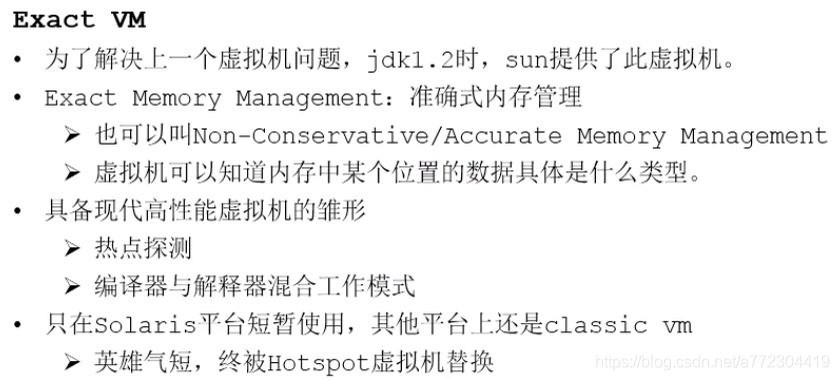 Exact VM
• 为了解决上一个虚拟机问题，jdk1.2时，sun提供了此虚拟机。
• Exact Memory Management：准确式内存管理
➢ 也可以叫Non-Conservative/Accurate Memory Management
➢ 虚拟机可以知道内存中某个位置的数据具体是什么类型。
• 具备现代高性能虚拟机的雏形
➢ 热点探测
➢ 编译器与解释器混合工作模式
• 只在Solaris平台短暂使用，其他平台上还是classic vm
➢ 英雄气短，终被Hotspot虚拟机替换
https://blog.csdn.net/a772304419